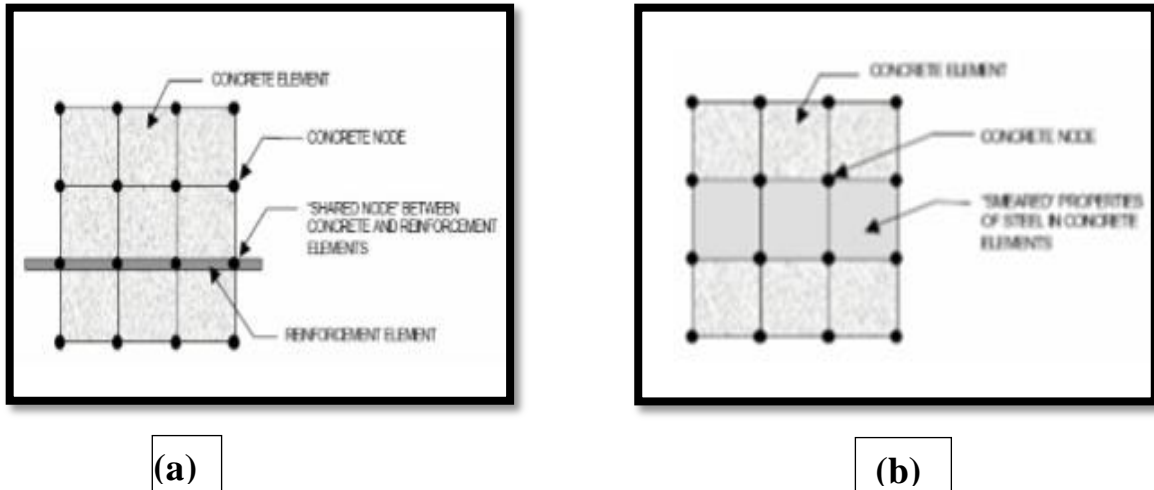 CONCRETE ELEMENT
CONCRETE NODE
"SHARED NODE" BETWEEN
CONCRETE AND REINFORCEMENT
ELEMENTS
REINFORCEMENT ELEMENT
(a)
CONCRETE ELEMENT
CONCRETE NODE
"SMEARED" PROPERTIES
OF STEEL IN CONCRETE
ELEMENTS
(b)